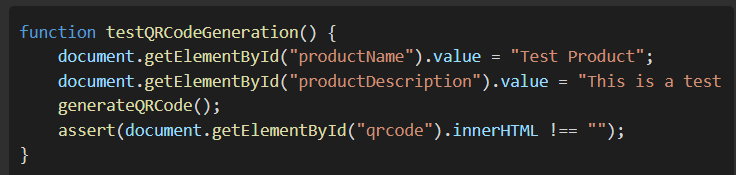 function testQRCodeGeneration() {
    document.getElementById("productName").value = "Test Product";
    document.getElementById("productDescription").value = "This is a test
    generateQRCode();
    assert(document.getElementById("qrcode").innerHTML !== "");
}